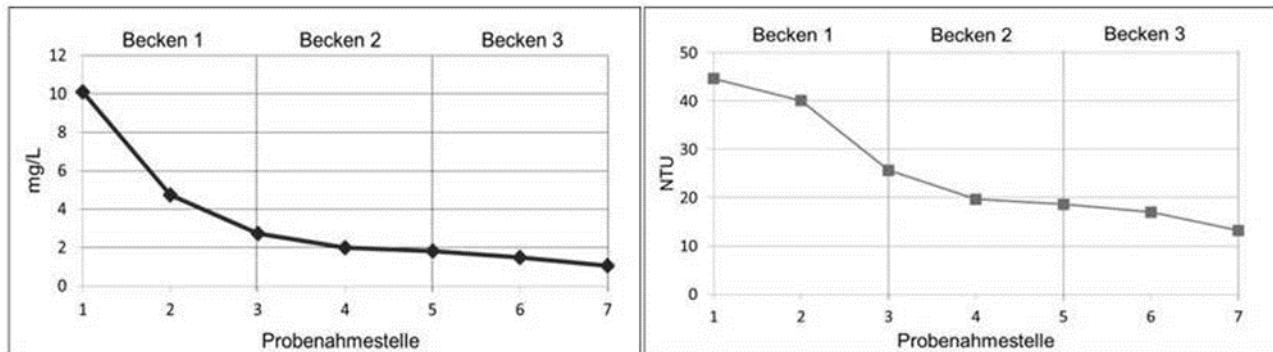 Becken 1 Becken 2 Becken 3
12
10
8
6
4
2
0
mg/L
1 2 3 4 5 6 7
Probenahmestelle
Becken 1 Becken 2 Becken 3
50
40
30
20
10
0
NTU
1 2 3 4 5 6 7
Probenahmestelle